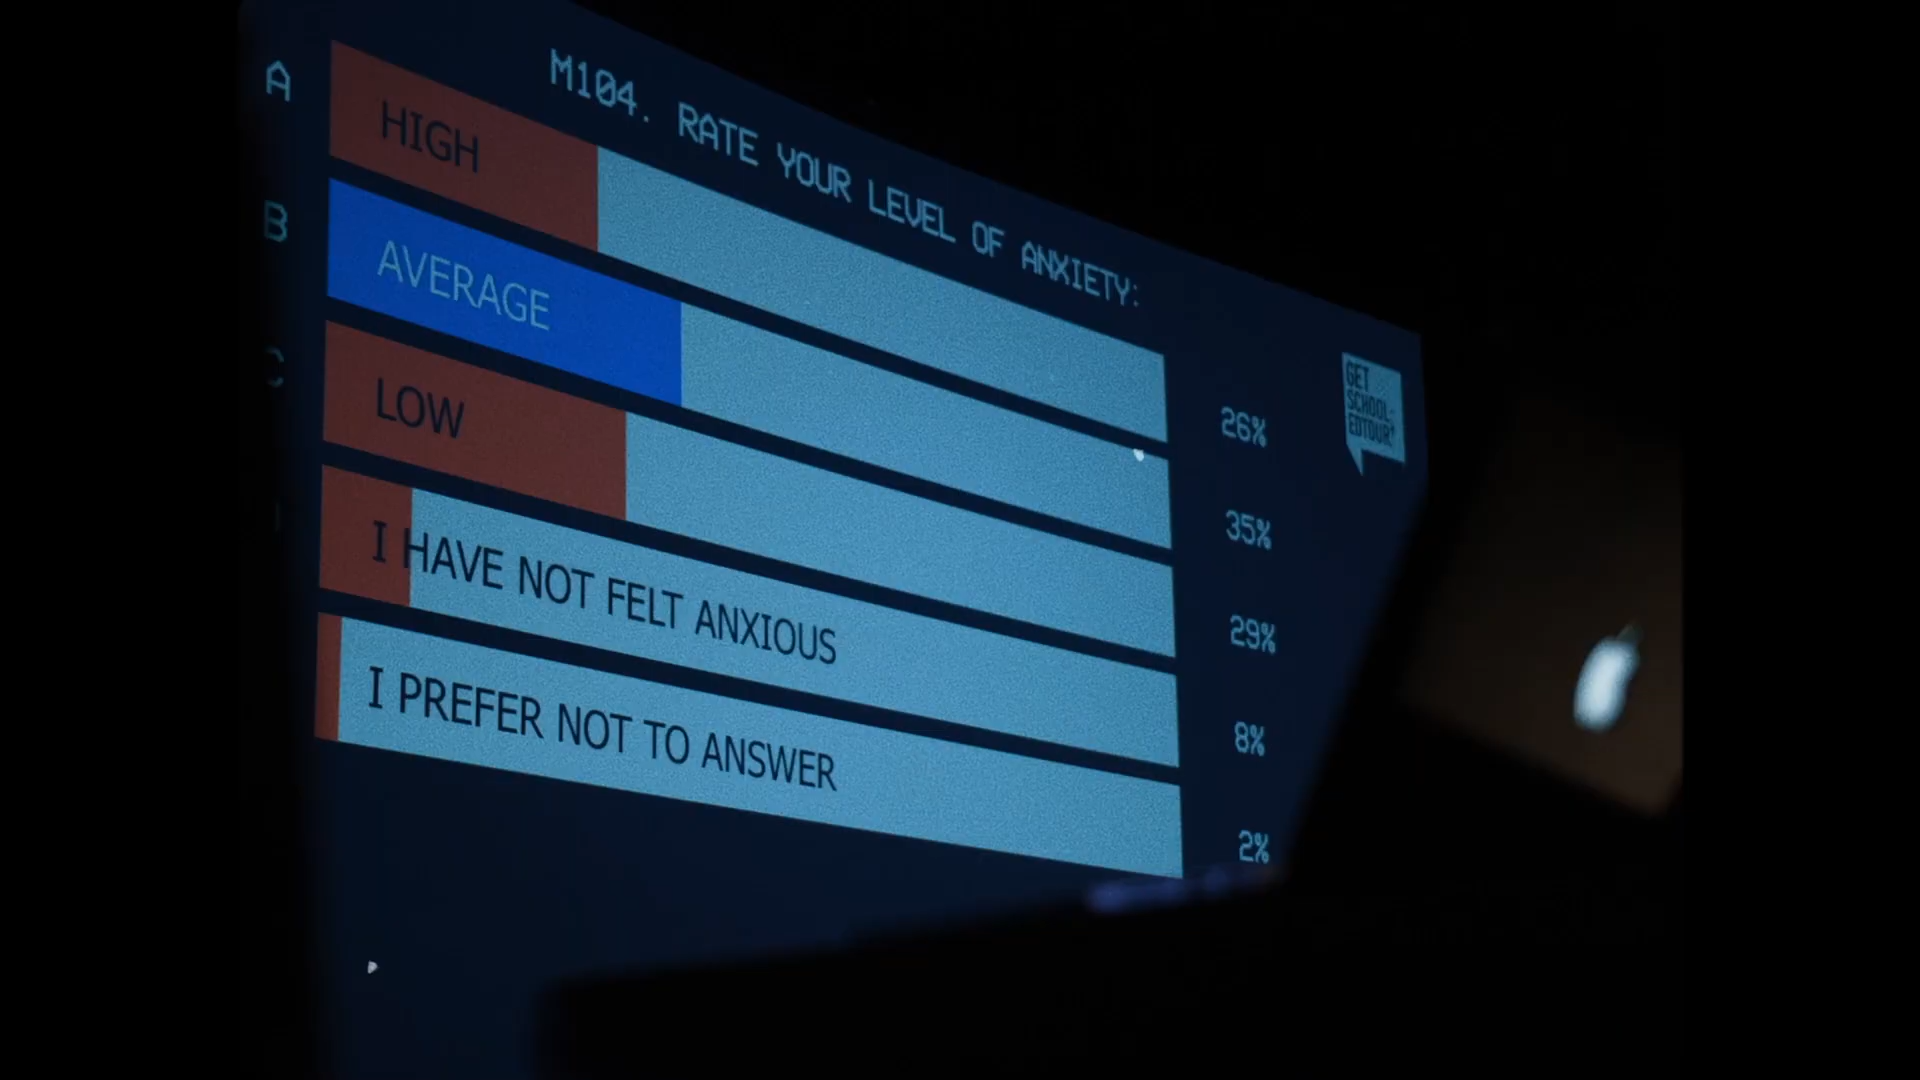 M104. RATE YOUR LEVEL OF ANXIETY:
A HIGH 26%
B AVERAGE 35%
C LOW 29%
I HAVE NOT FELT ANXIOUS 8%
I PREFER NOT TO ANSWER 2%
GET
SCHOOL-
EDTOUR